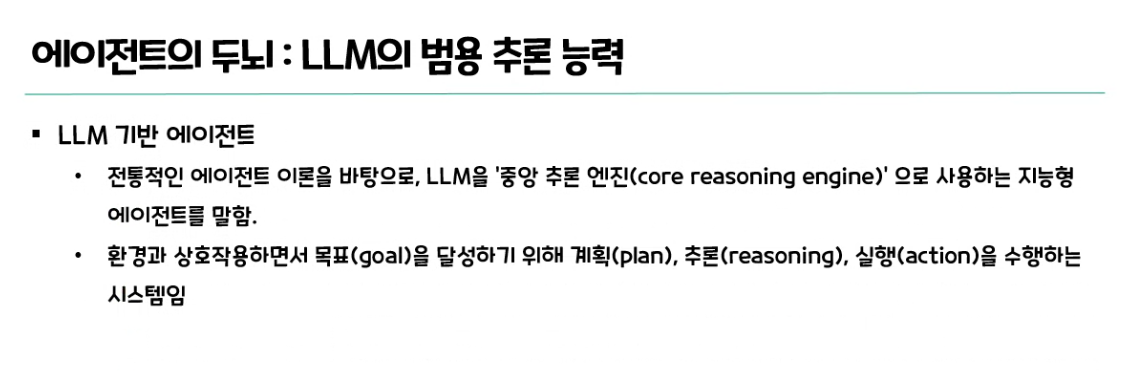 에이전트의 두뇌 : LLM의 범용 추론 능력
▪ LLM 기반 에이전트
• 전통적인 에이전트 이론을 바탕으로, LLM을 '중앙 추론 엔진(core reasoning engine)' 으로 사용하는 지능형
에이전트를 말함.
• 환경과 상호작용하면서 목표(goal)을 달성하기 위해 계획(plan), 추론(reasoning), 실행(action)을 수행하는
시스템임